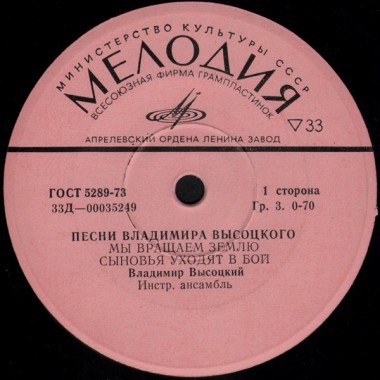 МИНИСТЕРСТВО КУЛЬТУРЫ СССР
МЕЛОДИЯ
ВСЕСОЮЗНАЯ ФИРМА ГРАМПЛАСТИНОК
▽33
АПРЕЛЕВСКИЙ ОРДЕНА ЛЕНИНА ЗАВОД
ГОСТ 5289-73
1 сторона
33Д—00035249
Гр. 3. 0-70
ПЕСНИ ВЛАДИМИРА ВЫСОЦКОГО
МЫ ВРАЩАЕМ ЗЕМЛЮ
СЫНОВЬЯ УХОДЯТ В БОЙ
Владимир Высоцкий
Инстр. ансамбль